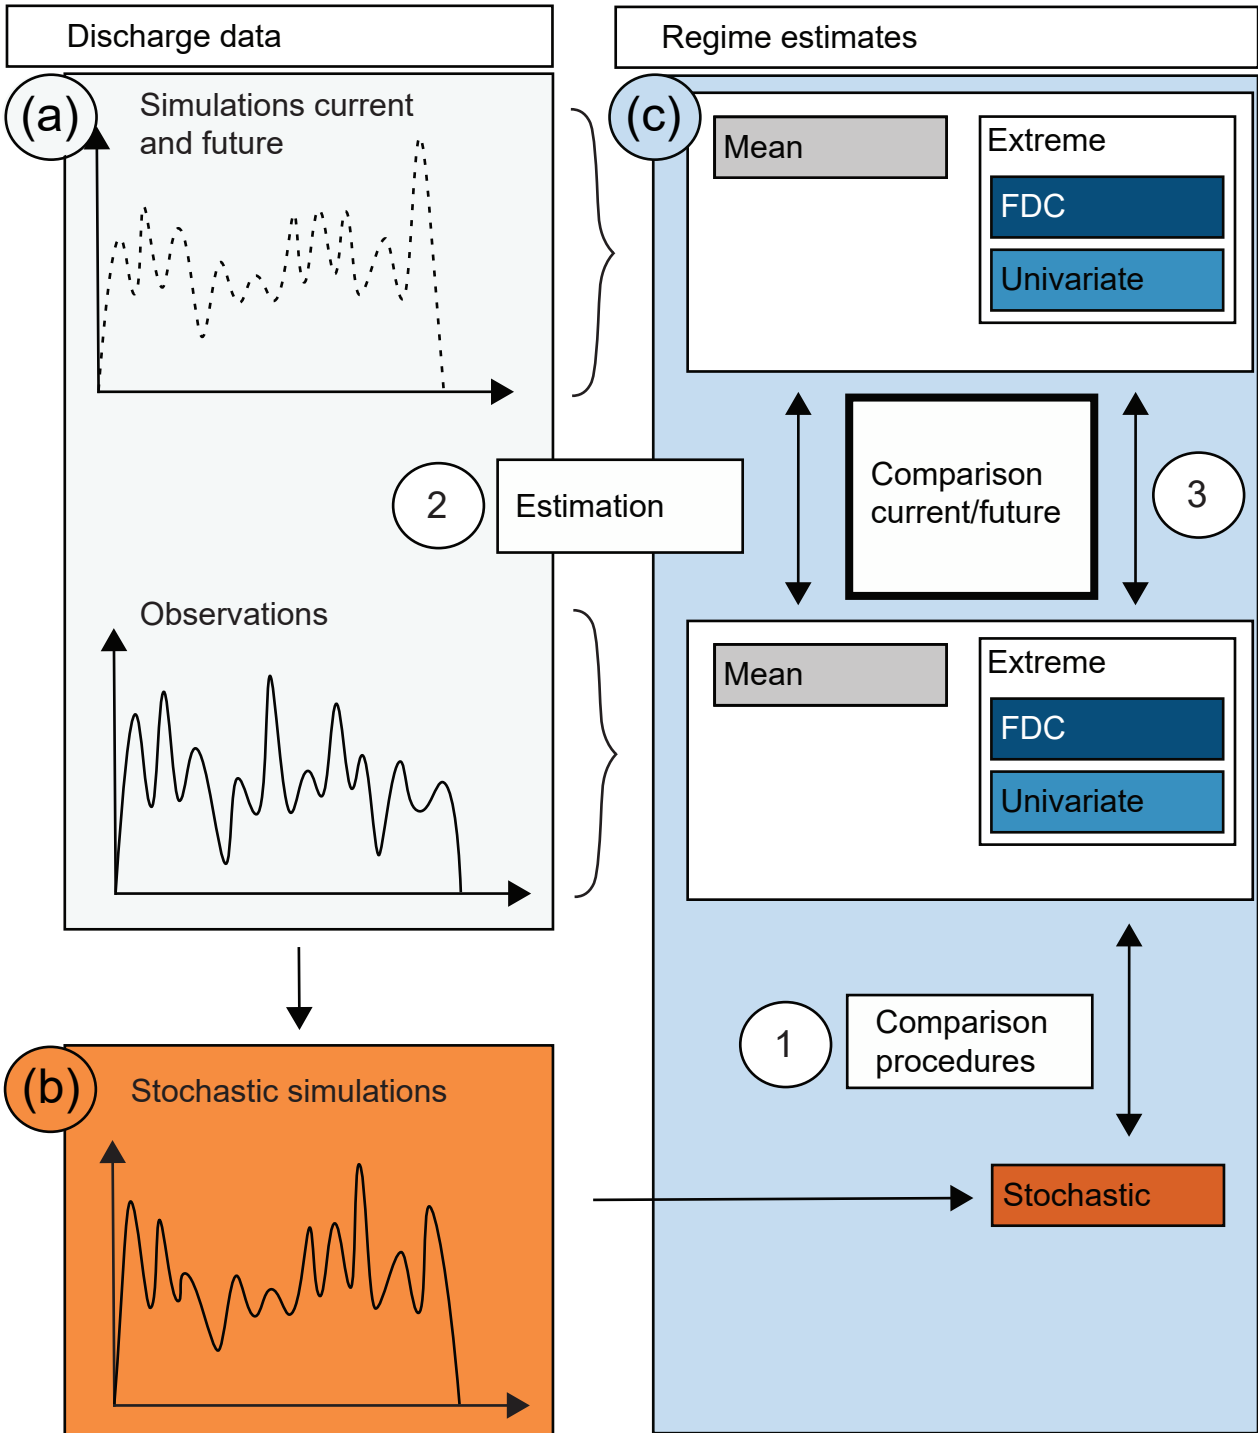 Discharge data
Regime estimates
(a)
Simulations current
and future
(c)
Mean
Extreme
FDC
Univariate
2
Estimation
Comparison
current/future
3
Observations
Mean
Extreme
FDC
Univariate
1
Comparison
procedures
(b)
Stochastic simulations
Stochastic